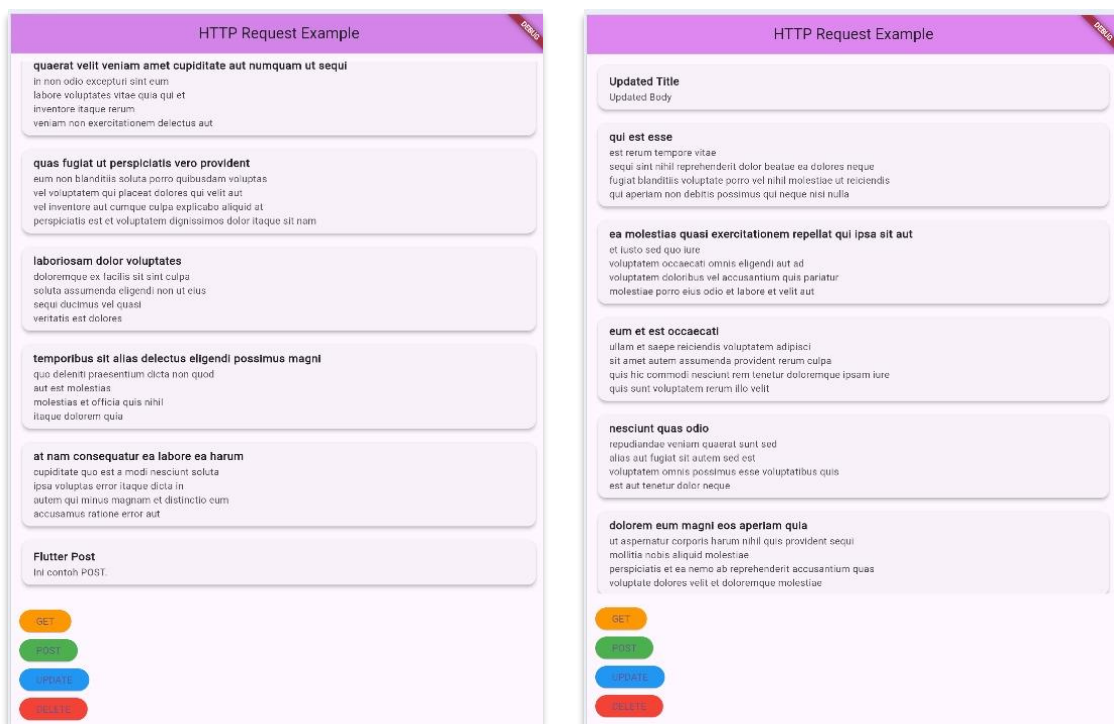 HTTP Request Example
DEBUG
quaerat velit veniam amet cupiditate aut numquam ut sequi
in non odio excepturi sint eum
labore voluptates vitae quia qui et
inventore itaque rerum
veniam non exercitationem delectus aut
quas fugiat ut perspiciatis vero provident
eum non blanditiis soluta porro quibusdam voluptas
vel voluptatem qui placeat dolores qui velit aut
vel inventore aut cumque culpa explicabo aliquid at
perspiciatis est et voluptatem dignissimos dolor itaque sit nam
laboriosam dolor voluptates
doloremque ex facilis sit sint culpa
soluta assumenda eligendi non ut eius
sequi ducimus vel quasi
veritatis est dolores
temporibus sit alias delectus eligendi possimus magni
quo deleniti praesentium dicta non quod
aut est molestias
molestias et officia quis nihil
itaque dolorem quia
at nam consequatur ea labore ea harum
cupiditate quo est a modi nesciunt soluta
ipsa voluptas error itaque dicta in
autem qui minus magnam et distinctio eum
accusamus ratione error aut
Flutter Post
Ini contoh POST.
GET
POST
UPDATE
DELETE
HTTP Request Example
DEBUG
Updated Title
Updated Body
qui est esse
est rerum tempore vitae
sequi sint nihil reprehenderit dolor beatae ea dolores neque
fugiat blanditiis voluptate porro vel nihil molestiae ut reiciendis
qui aperiam non debitis possimus qui neque nisi nulla
ea molestias quasi exercitationem repellat qui ipsa sit aut
et iusto sed quo iure
voluptatem occaecati omnis eligendi aut ad
voluptatem doloribus vel accusantium quis pariatur
molestiae porro eius odio et labore et velit aut
eum et est occaecati
ullam et saepe reiciendis voluptatem adipisci
sit amet autem assumenda provident rerum culpa
quis hic commodi nesciunt rem tenetur doloremque ipsam iure
quis sunt voluptatem rerum illo velit
nesciunt quas odio
repudiandae veniam quaerat sunt sed
alias aut fugiat sit autem sed est
voluptatem omnis possimus esse voluptatibus quis
est aut tenetur dolor neque
dolorem eum magni eos aperiam quia
ut aspernatur corporis harum nihil quis provident sequi
mollitia nobis aliquid molestiae
perspiciatis et ea nemo ab reprehenderit accusantium quas
voluptate dolores velit et doloremque molestiae
GET
POST
UPDATE
DELETE